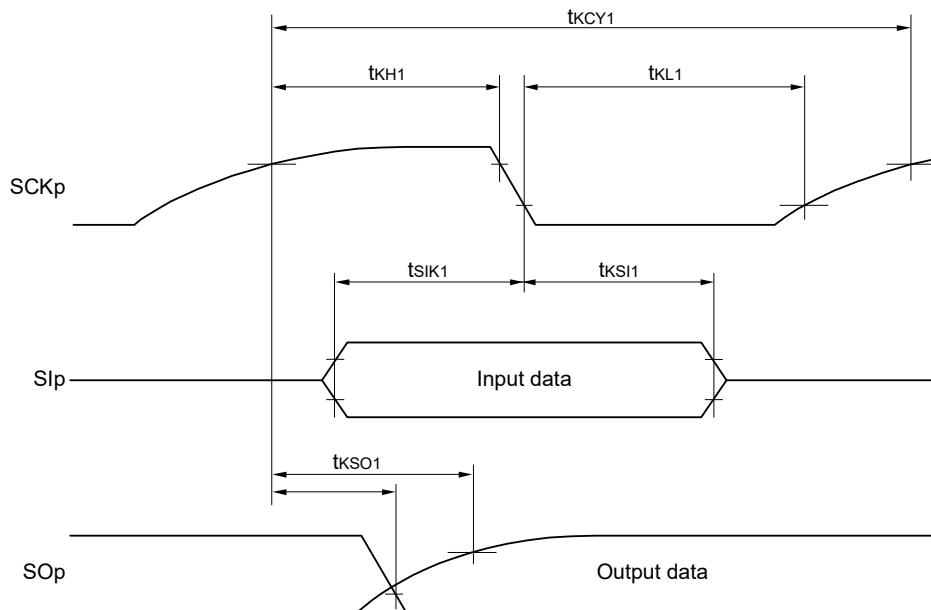 tKCY1
tKH1
tKL1
SCKp
tSIK1
tKSI1
SIp
Input data
tKSO1
SOp
Output data